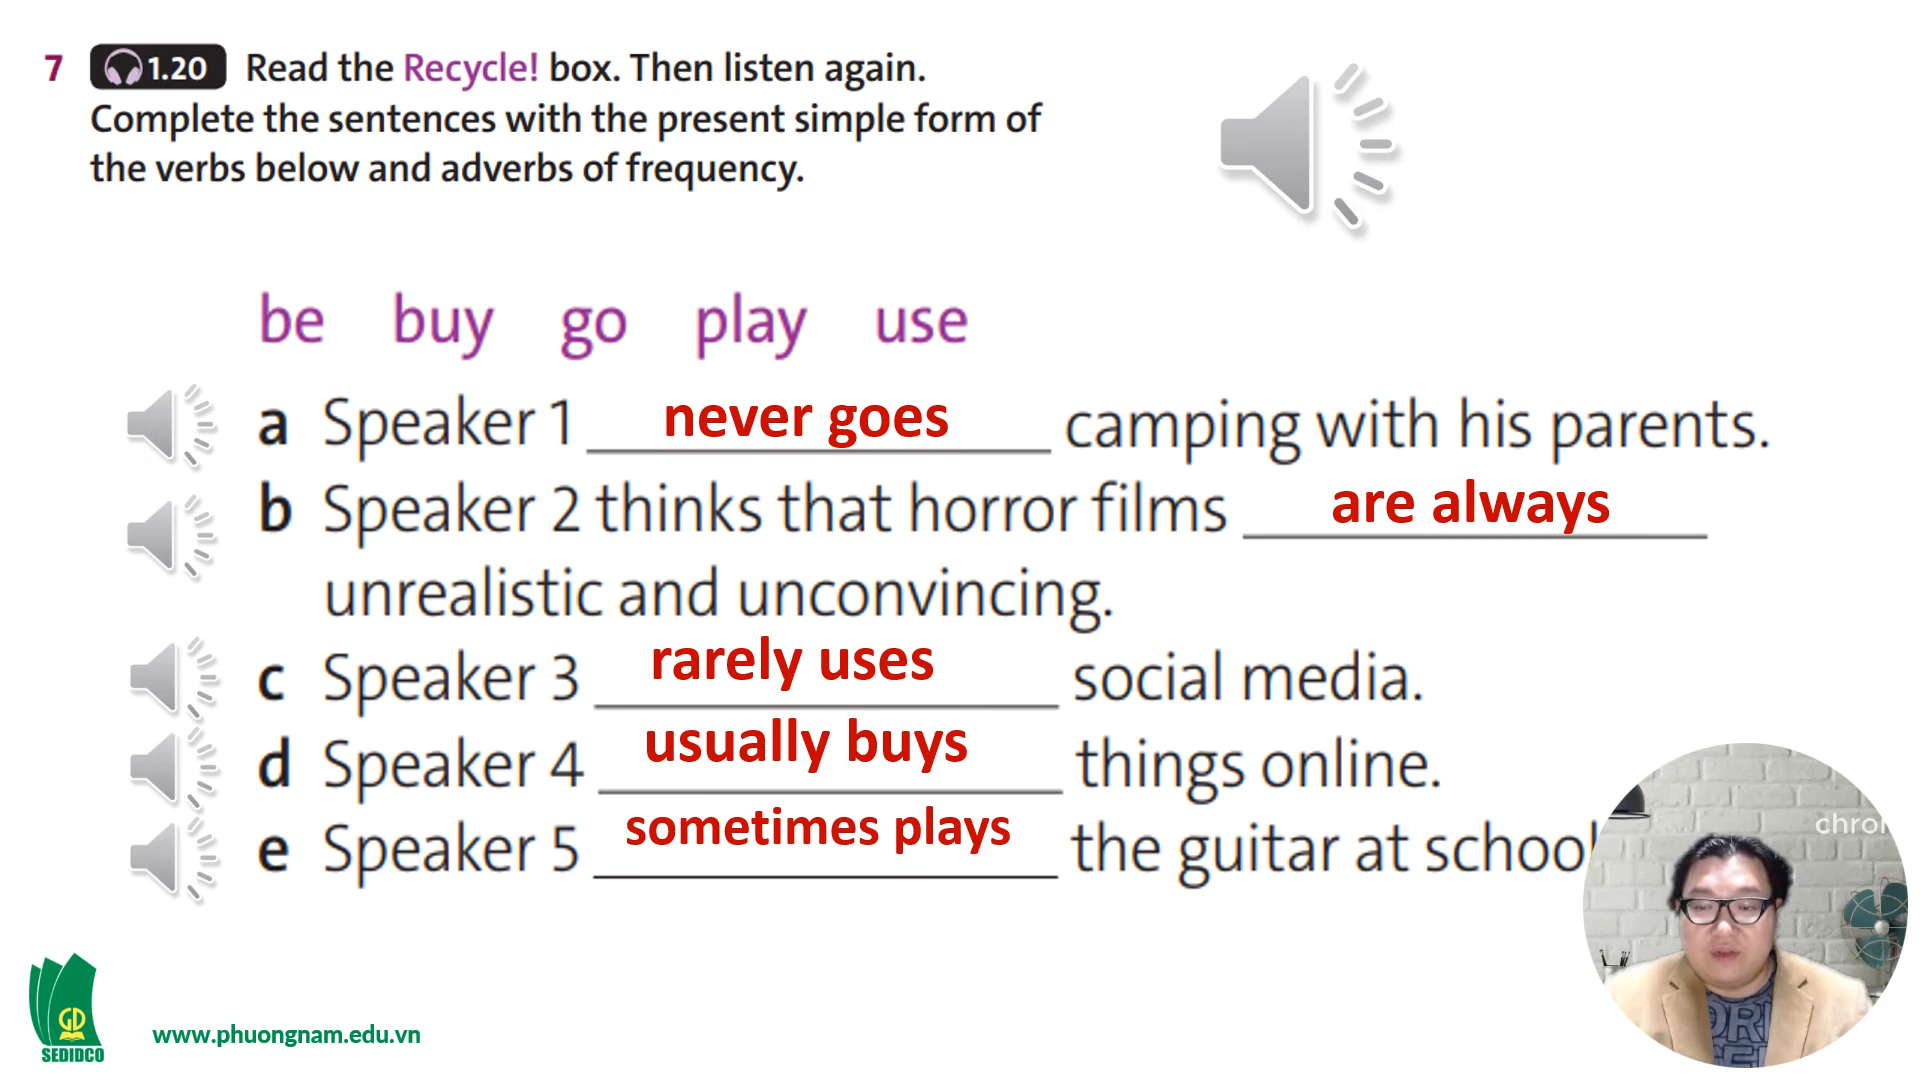 7 1.20 Read the Recycle! box. Then listen again.
Complete the sentences with the present simple form of
the verbs below and adverbs of frequency.
be buy go play use
a Speaker 1 never goes camping with his parents.
b Speaker 2 thinks that horror films are always
unrealistic and unconvincing.
c Speaker 3 rarely uses social media.
d Speaker 4 usually buys things online.
e Speaker 5 sometimes plays the guitar at school
GD
SEDIDCO
www.phuongnam.edu.vn